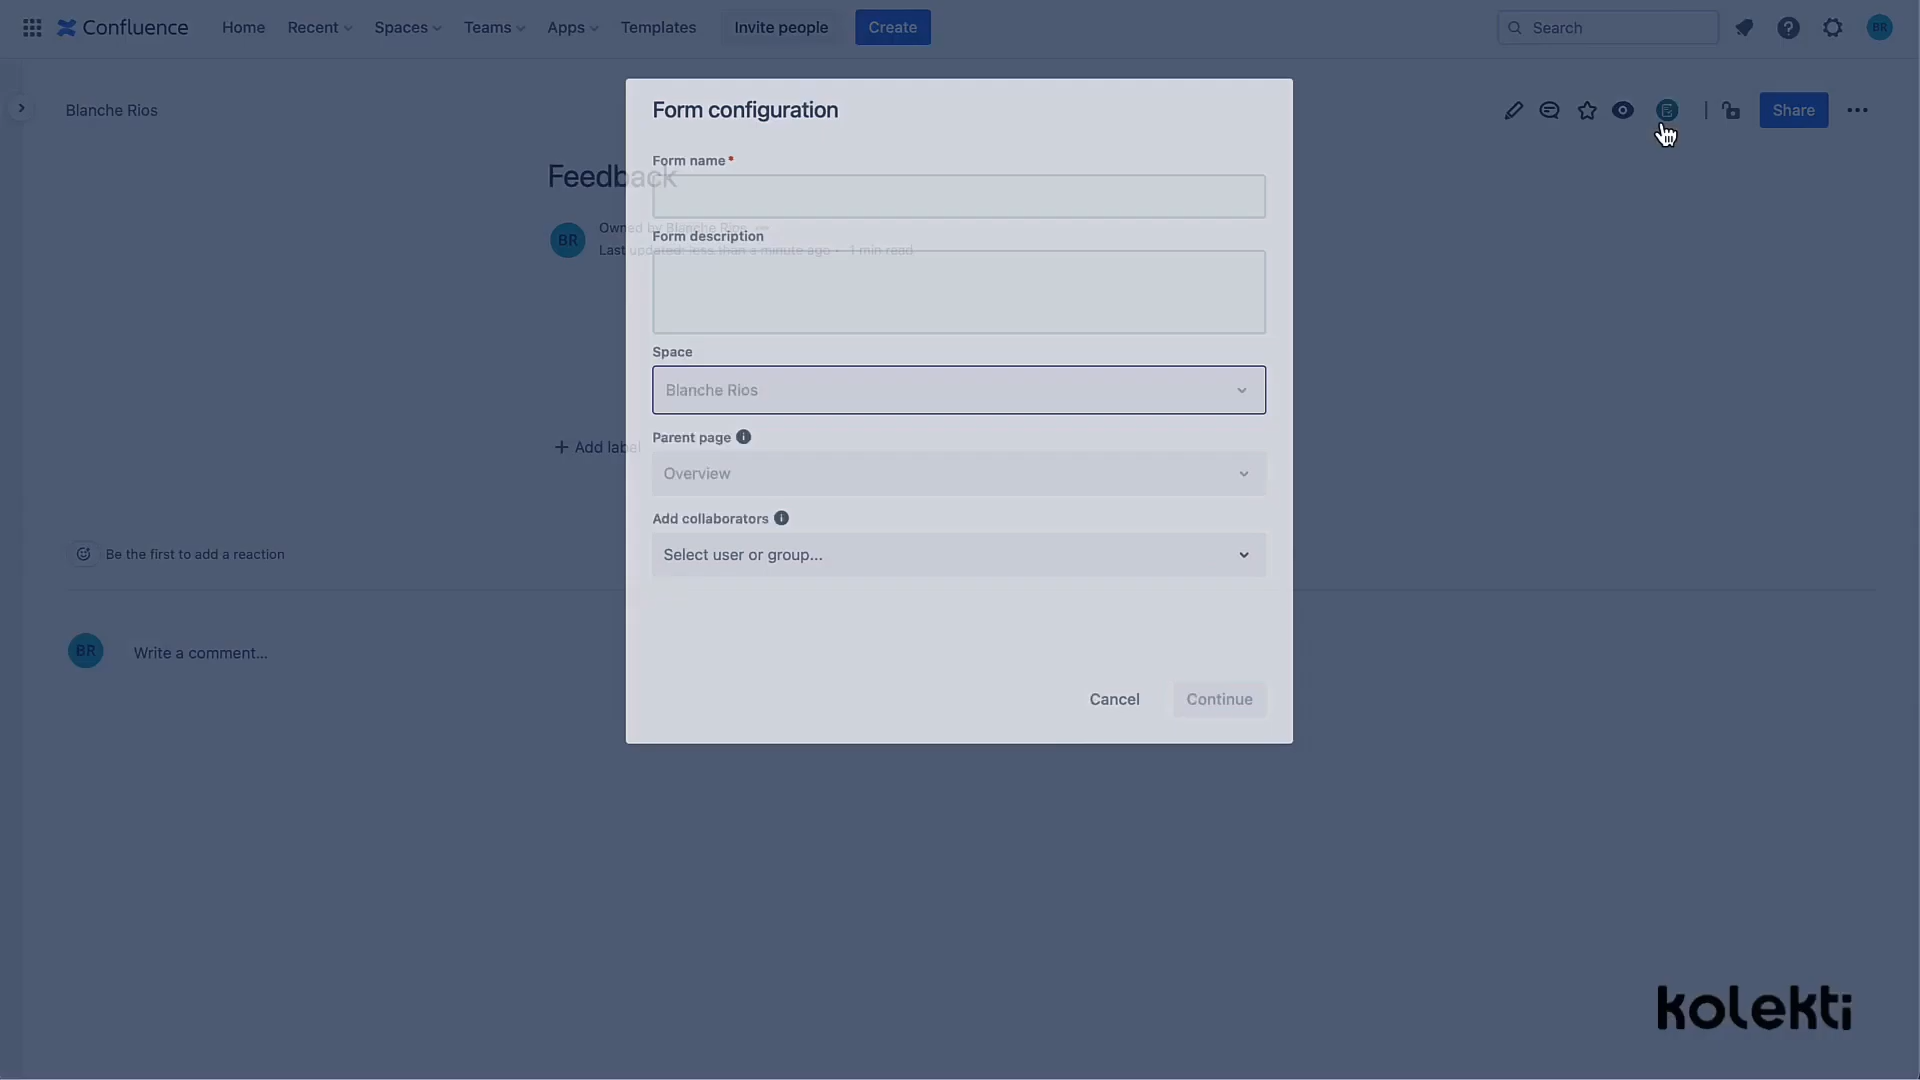 Confluence
Home
Recent
Spaces
Teams
Apps
Templates
Invite people
Create
Search
BR
Blanche Rios
Share
Form configuration
Form name*
Feedback
BR
Owned by Blanche Rios
Form description
Last updated: less than a minute ago • 1 min read
Space
Blanche Rios
Parent page
Overview
Add label
Add collaborators
Select user or group...
Be the first to add a reaction
BR
Write a comment...
Cancel
Continue
kolekti